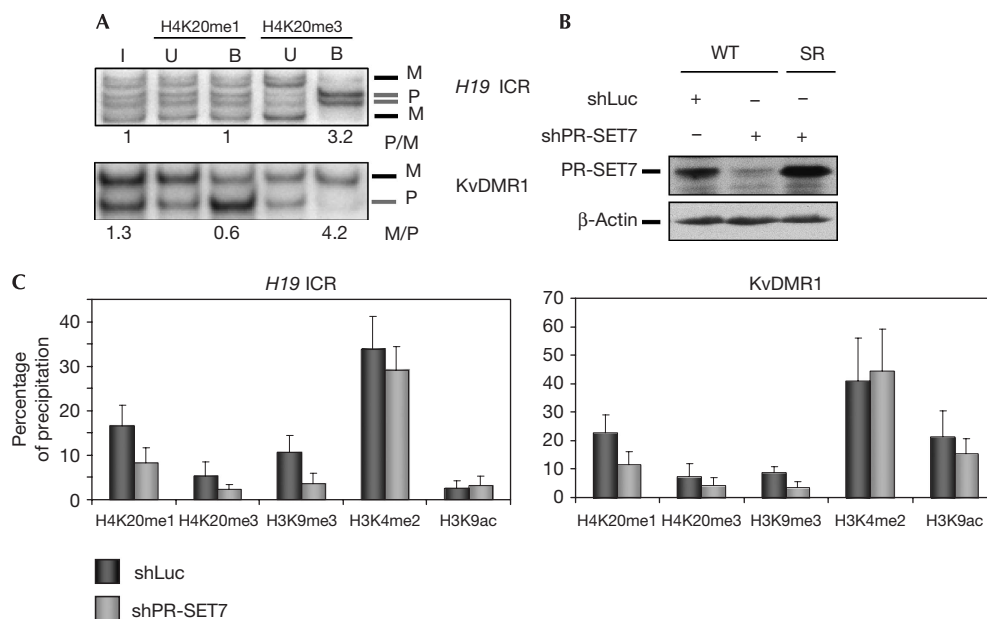 A
H4K20me1 H4K20me3
I U B U B
M
P
M
H19 ICR
1 1 3.2 P/M
M
P
KvDMR1
1.3 0.6 4.2 M/P
B
WT SR
shLuc + – –
shPR-SET7 – + +
PR-SET7
β-Actin
C
H19 ICR
Percentage
of precipitation
40
30
20
10
0
H4K20me1 H4K20me3 H3K9me3 H3K4me2 H3K9ac
KvDMR1
70
60
50
40
30
20
10
0
H4K20me1 H4K20me3 H3K9me3 H3K4me2 H3K9ac
shLuc
shPR-SET7